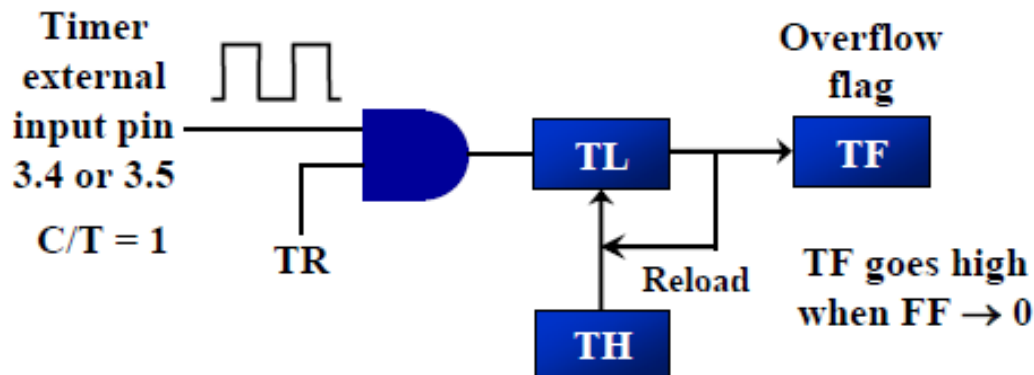 Timer
external
input pin
3.4 or 3.5
C/T = 1
TR
TL
Overflow
flag
TF
Reload
TH
TF goes high
when FF → 0